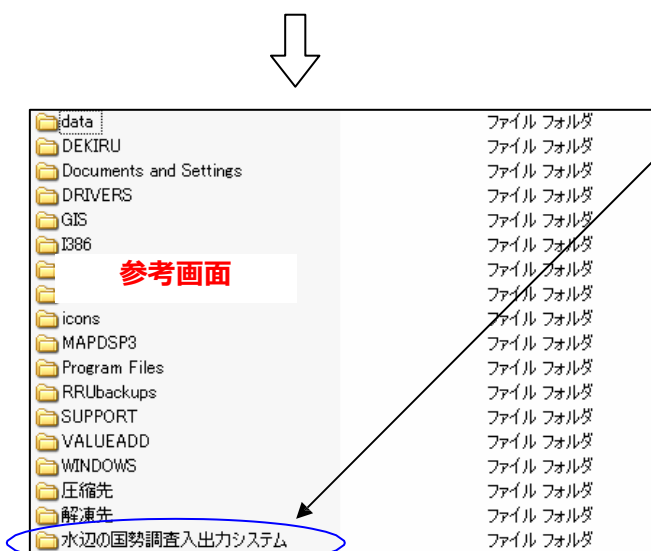 data ファイル フォルダ
DEKIRU ファイル フォルダ
Documents and Settings ファイル フォルダ
DRIVERS ファイル フォルダ
GIS ファイル フォルダ
I386 ファイル フォルダ
参考画面 ファイル フォルダ
ファイル フォルダ
icons ファイル フォルダ
MAPDSP3 ファイル フォルダ
Program Files ファイル フォルダ
RRUbackups ファイル フォルダ
SUPPORT ファイル フォルダ
VALUEADD ファイル フォルダ
WINDOWS ファイル フォルダ
圧縮先 ファイル フォルダ
解凍先 ファイル フォルダ
水辺の国勢調査入出力システム ファイル フォルダ